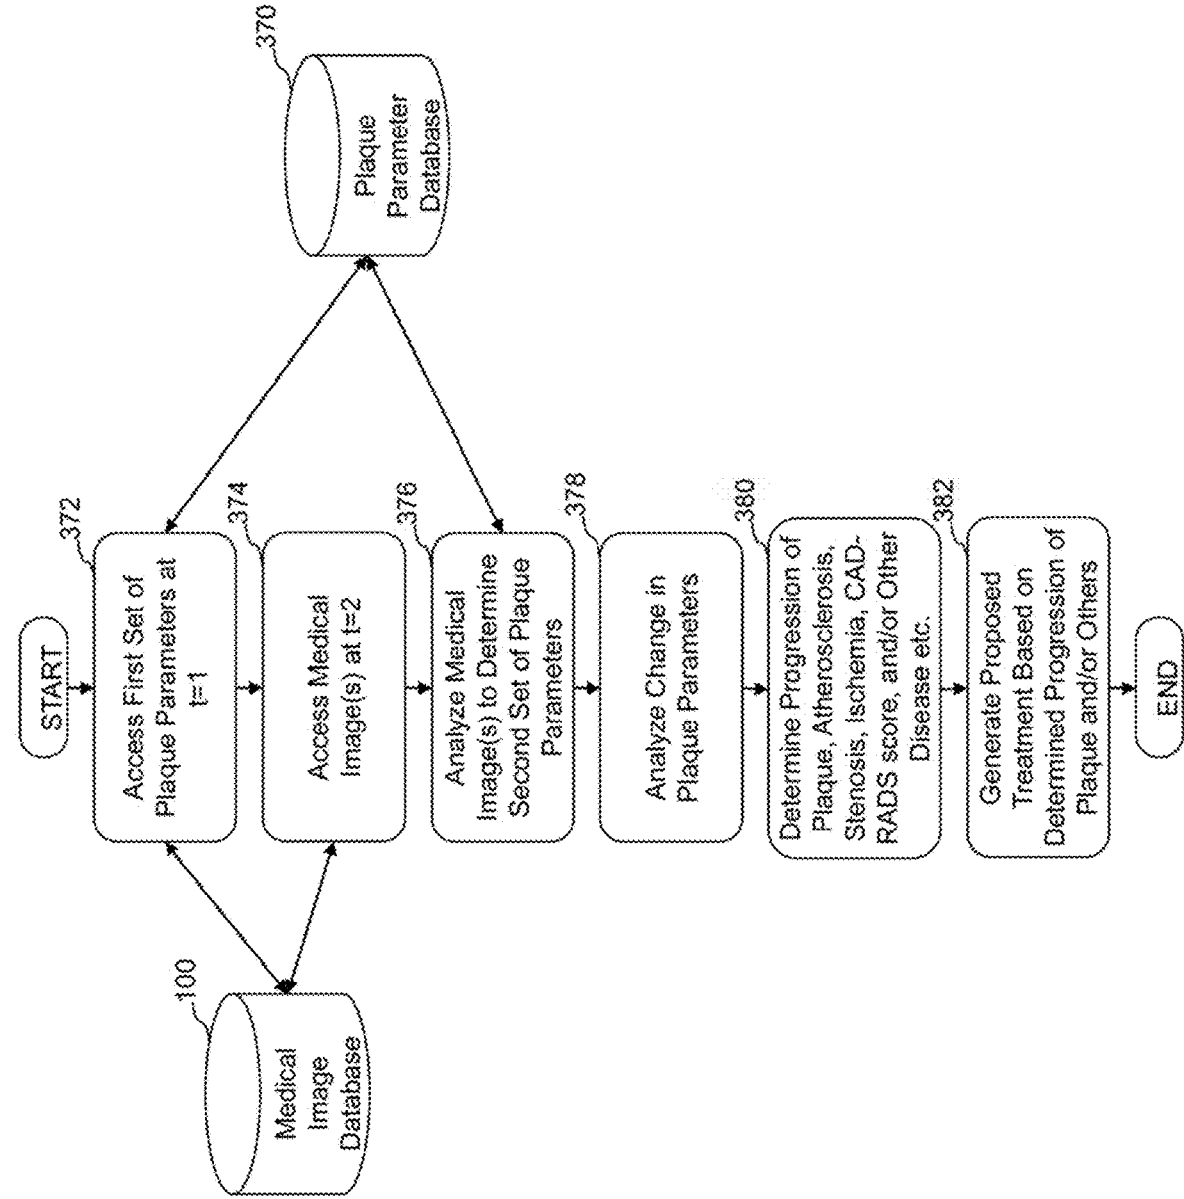 START
372
Access First Set of
Plaque Parameters at
t=1
374
Access Medical
Image(s) at t=2
376
Analyze Medical
Image(s) to Determine
Second Set of Plaque
Parameters
378
Analyze Change in
Plaque Parameters
380
Determine Progression of
Plaque, Atherosclerosis,
Stenosis, Ischemia, CAD-
RADS score, and/or Other
Disease etc.
382
Generate Proposed
Treatment Based on
Determined Progression of
Plaque and/or Others
END
100
Medical
Image
Database
370
Plaque
Parameter
Database